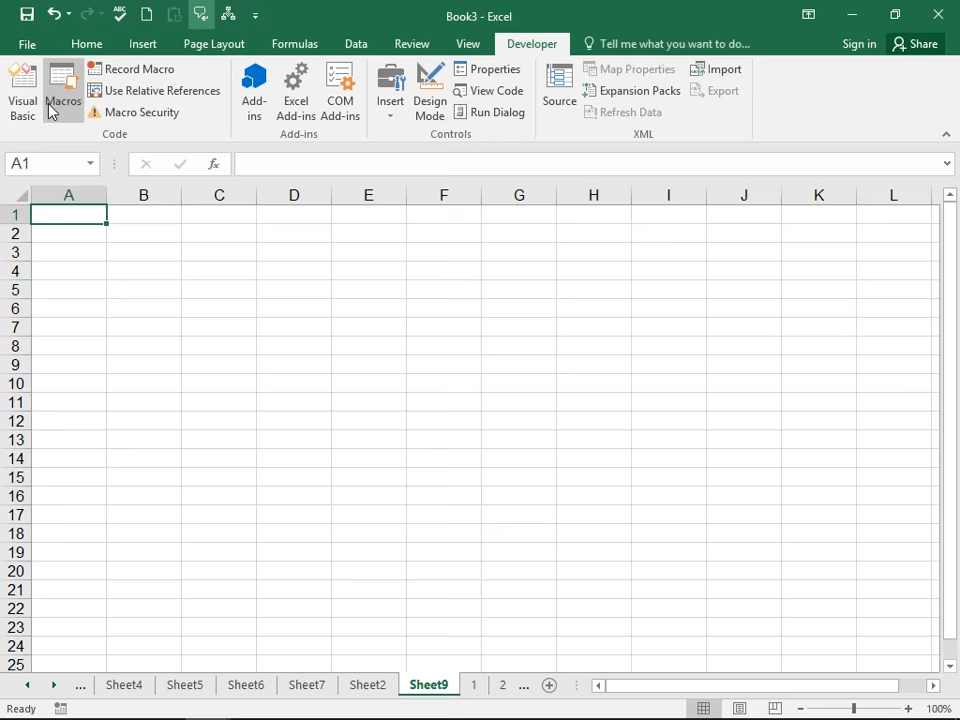 Book3 - Excel
File Home Insert Page Layout Formulas Data Review View Developer Tell me what you want to do... Sign in Share
Visual Basic
Macros
Record Macro
Use Relative References
Macro Security
Code
Add-ins
Excel Add-ins
COM Add-ins
Add-ins
Insert
Design Mode
Properties
View Code
Run Dialog
Controls
Source
Map Properties
Expansion Packs
Refresh Data
Import
Export
XML
A1 fx
A B C D E F G H I J K L
1
2
3
4
5
6
7
8
9
10
11
12
13
14
15
16
17
18
19
20
21
22
23
24
25
... Sheet4 Sheet5 Sheet6 Sheet7 Sheet2 Sheet9 1 2 ...
Ready 100%